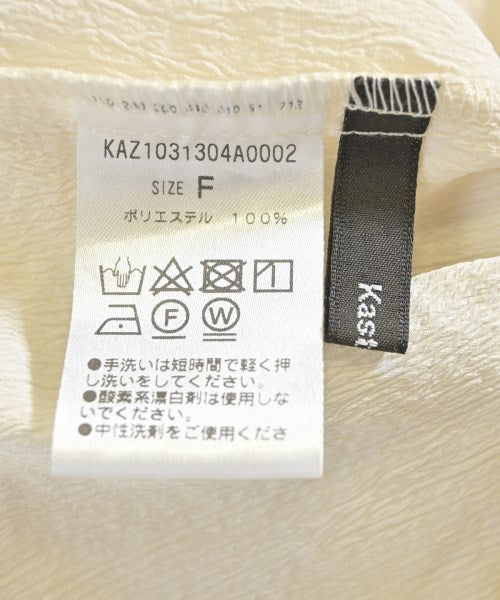 KAZ1031304A0002
SIZE F
ポリエステル 100%
F W
●手洗いは短時間で軽く押
し洗いをしてください。
●酸素系漂白剤は使用しな
いでください。
●中性洗剤をご使用くださ
Kast